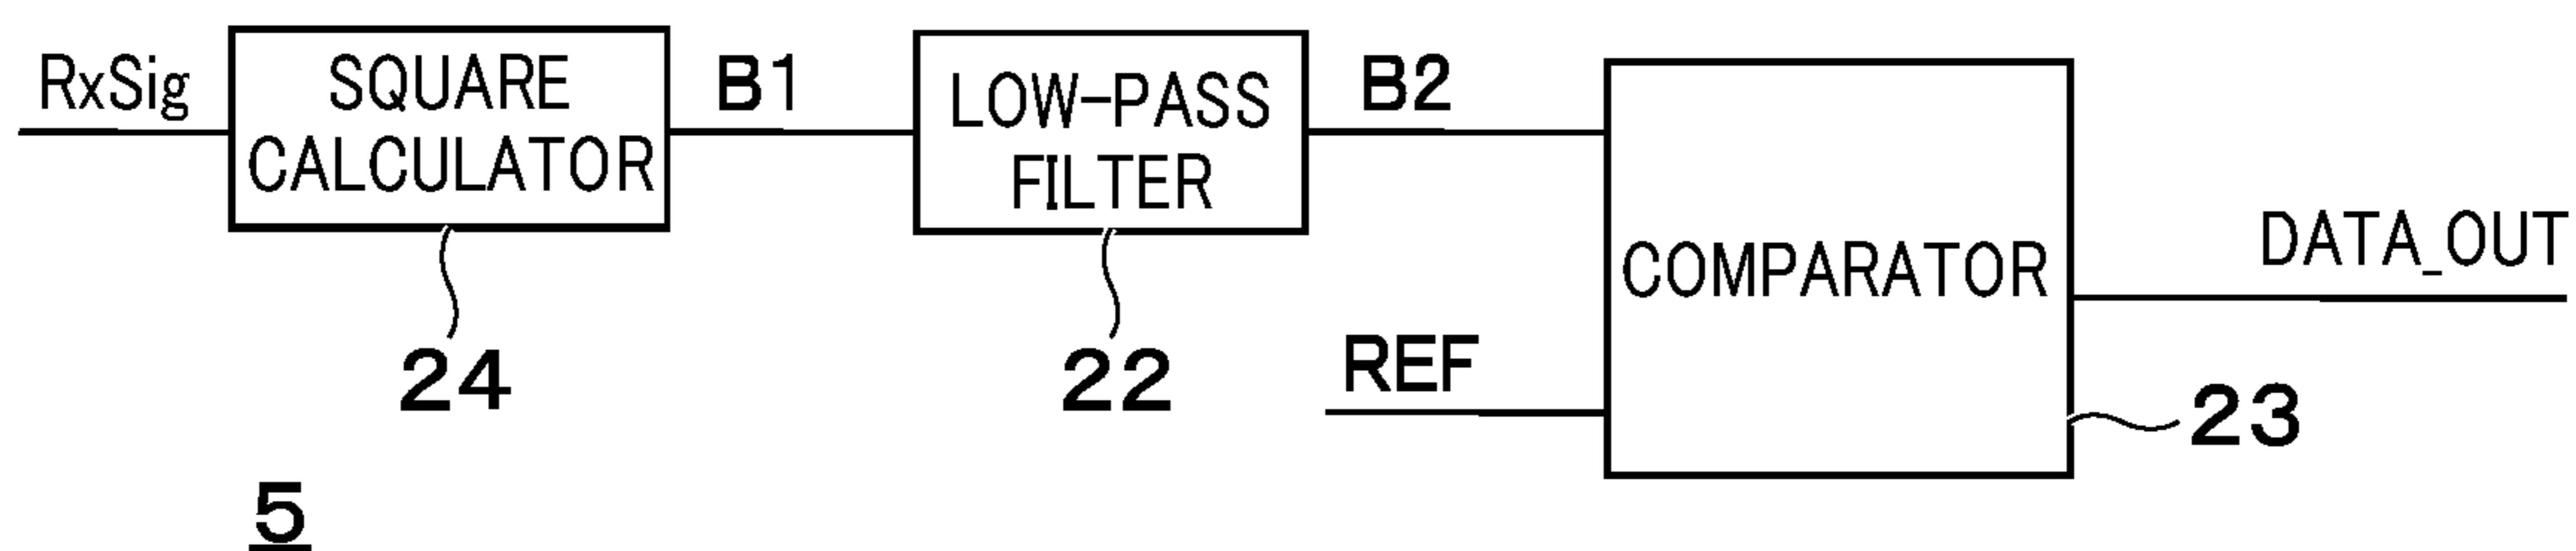 RxSig
SQUARE
CALCULATOR
B1
LOW-PASS
FILTER
B2
COMPARATOR
DATA_OUT
REF
24
22
23
5